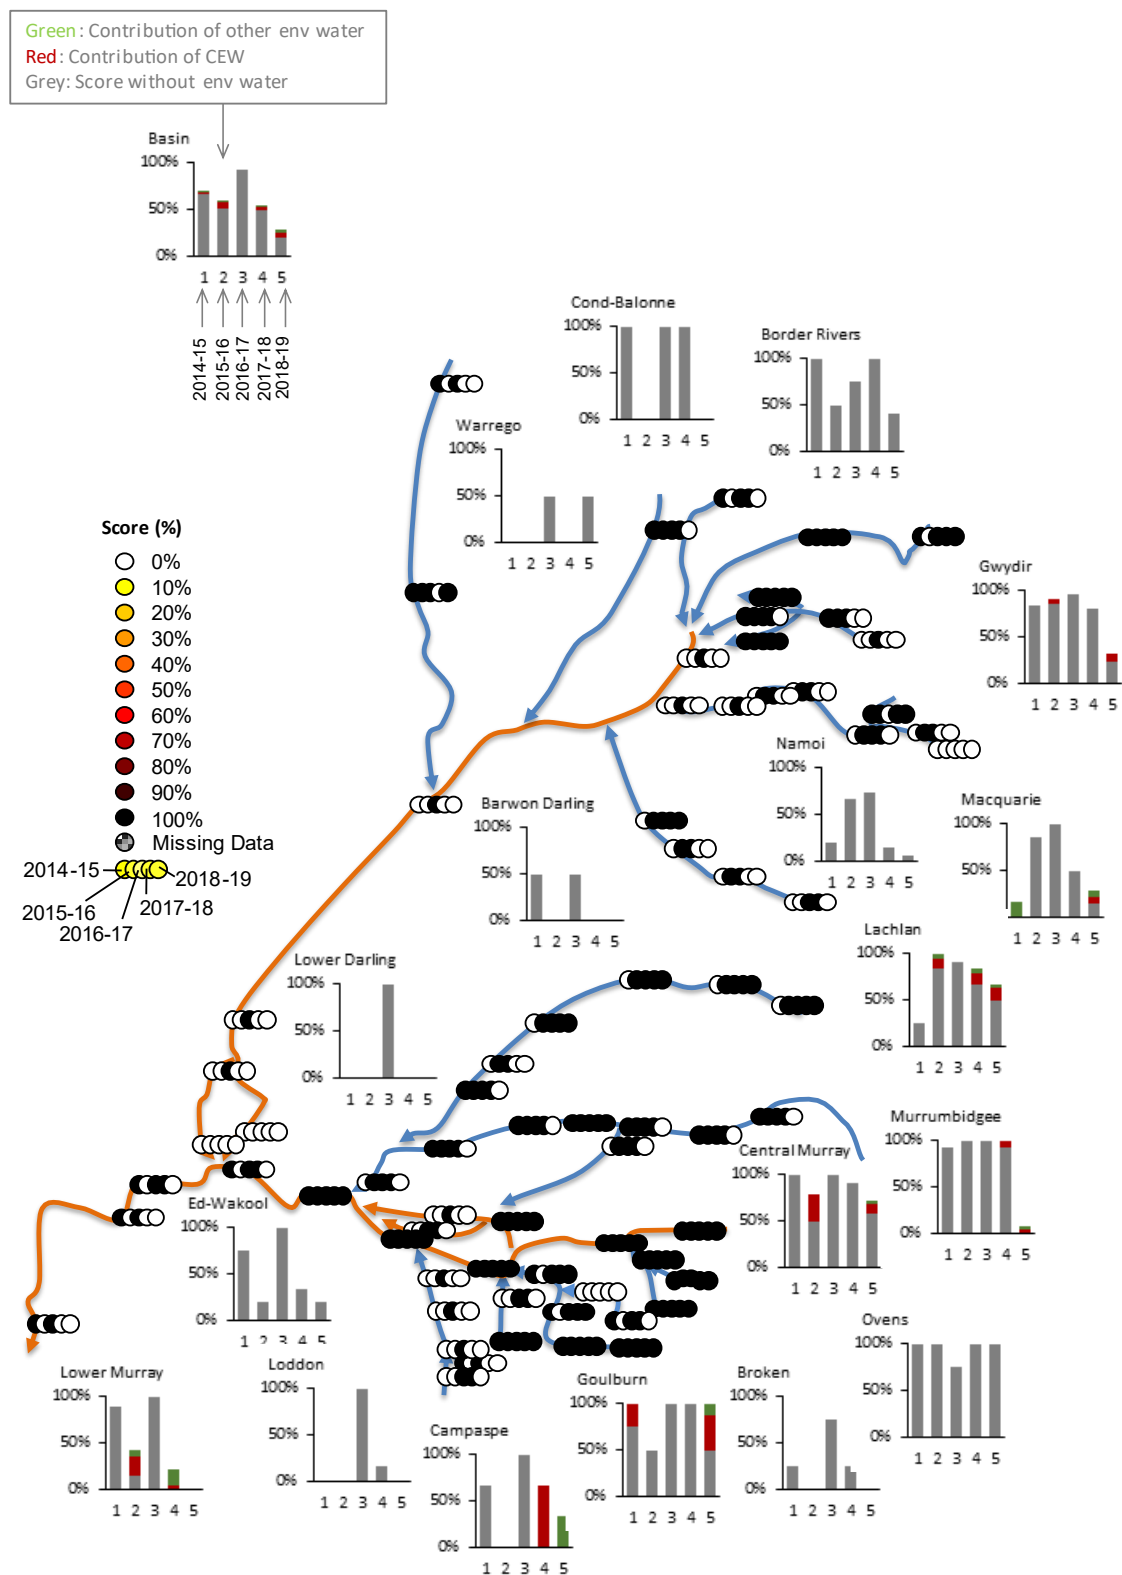 Green: Contribution of other env water
Red: Contribution of CEW
Grey: Score without env water
Basin
100%
50%
0%
1 2 3 4 5
2014-15
2015-16
2016-17
2017-18
2018-19
Cond-Balonne
100%
50%
0%
1 2 3 4 5
Border Rivers
100%
50%
0%
1 2 3 4 5
Warrego
100%
50%
0%
1 2 3 4 5
Score (%)
0%
10%
20%
30%
40%
50%
60%
70%
80%
90%
100%
Missing Data
2014-15
2015-16
2016-17
2017-18
2018-19
Gwydir
100%
50%
0%
1 2 3 4 5
Namoi
100%
50%
0%
1 2 3 4 5
Barwon Darling
100%
50%
0%
1 2 3 4 5
Macquarie
100%
50%
1 2 3 4 5
Lachlan
100%
50%
0%
1 2 3 4 5
Lower Darling
100%
50%
0%
1 2 3 4 5
Murrumbidgee
100%
50%
0%
1 2 3 4 5
Central Murray
100%
50%
0%
1 2 3 4 5
Ed-Wakool
100%
50%
0%
1 2 3 4 5
Ovens
100%
50%
0%
1 2 3 4 5
Lower Murray
100%
50%
0%
1 2 3 4 5
Loddon
100%
50%
0%
1 2 3 4 5
Campaspe
100%
50%
0%
1 2 3 4 5
Goulburn
100%
50%
0%
1 2 3 4 5
Broken
100%
50%
0%
1 2 3 4 5